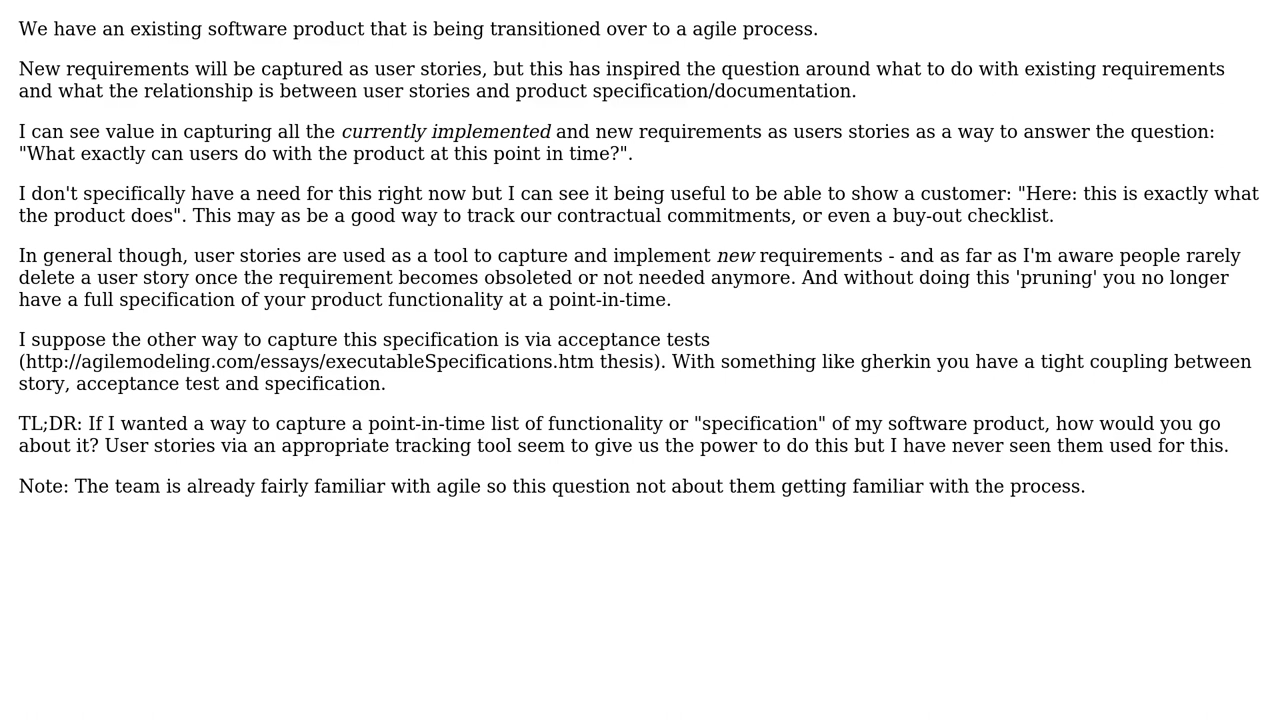 We have an existing software product that is being transitioned over to a agile process.
New requirements will be captured as user stories, but this has inspired the question around what to do with existing requirements
and what the relationship is between user stories and product specification/documentation.
I can see value in capturing all the currently implemented and new requirements as users stories as a way to answer the question:
"What exactly can users do with the product at this point in time?".
I don't specifically have a need for this right now but I can see it being useful to be able to show a customer: "Here: this is exactly what
the product does". This may as be a good way to track our contractual commitments, or even a buy-out checklist.
In general though, user stories are used as a tool to capture and implement new requirements - and as far as I'm aware people rarely
delete a user story once the requirement becomes obsoleted or not needed anymore. And without doing this 'pruning' you no longer
have a full specification of your product functionality at a point-in-time.
I suppose the other way to capture this specification is via acceptance tests
(http://agilemodeling.com/essays/executableSpecifications.htm thesis). With something like gherkin you have a tight coupling between
story, acceptance test and specification.
TL;DR: If I wanted a way to capture a point-in-time list of functionality or "specification" of my software product, how would you go
about it? User stories via an appropriate tracking tool seem to give us the power to do this but I have never seen them used for this.
Note: The team is already fairly familiar with agile so this question not about them getting familiar with the process.